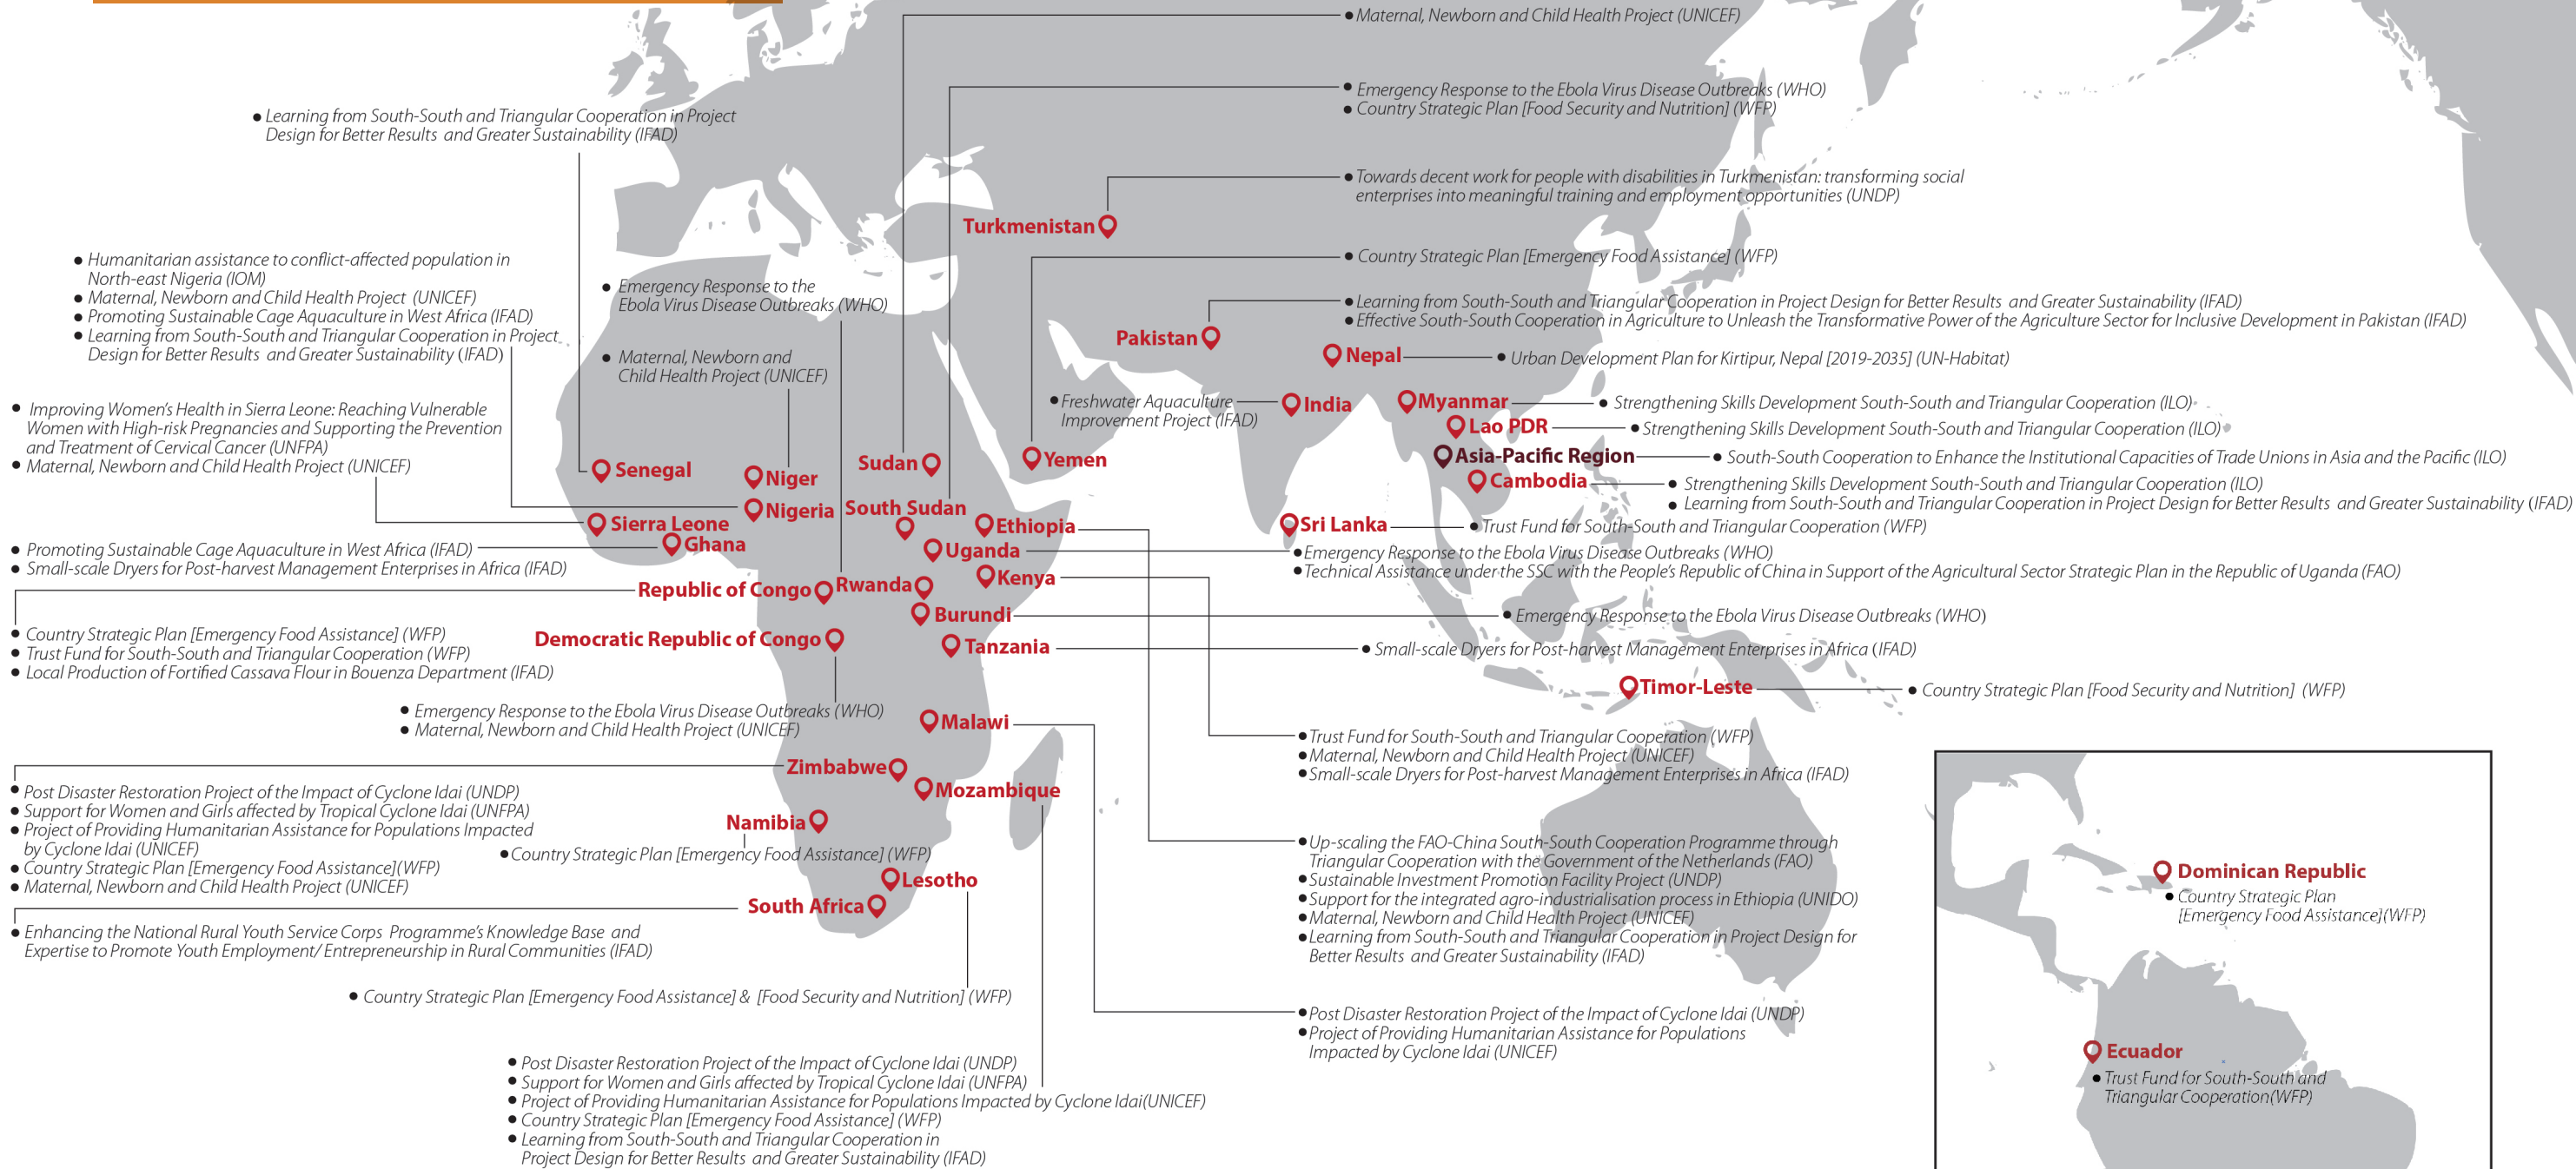 Maternal, Newborn and Child Health Project (UNICEF)
Emergency Response to the Ebola Virus Disease Outbreaks (WHO)
Country Strategic Plan [Food Security and Nutrition] (WFP)
Learning from South-South and Triangular Cooperation in Project
Design for Better Results and Greater Sustainability (IFAD)
Towards decent work for people with disabilities in Turkmenistan: transforming social
enterprises into meaningful training and employment opportunities (UNDP)
Turkmenistan
Humanitarian assistance to conflict-affected population in
North-east Nigeria (IOM)
Maternal, Newborn and Child Health Project (UNICEF)
Promoting Sustainable Cage Aquaculture in West Africa (IFAD)
Learning from South-South and Triangular Cooperation in Project
Design for Better Results and Greater Sustainability (IFAD)
Emergency Response to the
Ebola Virus Disease Outbreaks (WHO)
Maternal, Newborn and
Child Health Project (UNICEF)
Country Strategic Plan [Emergency Food Assistance] (WFP)
Learning from South-South and Triangular Cooperation in Project Design for Better Results and Greater Sustainability (IFAD)
Effective South-South Cooperation in Agriculture to Unleash the Transformative Power of the Agriculture Sector for Inclusive Development in Pakistan (IFAD)
Pakistan
Nepal
Urban Development Plan for Kirtipur, Nepal [2019-2035] (UN-Habitat)
Freshwater Aquaculture
Improvement Project (IFAD)
India
Myanmar
Strengthening Skills Development South-South and Triangular Cooperation (ILO)
Lao PDR
Strengthening Skills Development South-South and Triangular Cooperation (ILO)
Asia-Pacific Region
South-South Cooperation to Enhance the Institutional Capacities of Trade Unions in Asia and the Pacific (ILO)
Cambodia
Strengthening Skills Development South-South and Triangular Cooperation (ILO)
Learning from South-South and Triangular Cooperation in Project Design for Better Results and Greater Sustainability (IFAD)
Improving Women's Health in Sierra Leone: Reaching Vulnerable
Women with High-risk Pregnancies and Supporting the Prevention
and Treatment of Cervical Cancer (UNFPA)
Maternal, Newborn and Child Health Project (UNICEF)
Senegal
Niger
Sudan
Yemen
Nigeria
South Sudan
Sierra Leone
Ethiopia
Sri Lanka
Trust Fund for South-South and Triangular Cooperation (WFP)
Ghana
Promoting Sustainable Cage Aquaculture in West Africa (IFAD)
Small-scale Dryers for Post-harvest Management Enterprises in Africa (IFAD)
Uganda
Emergency Response to the Ebola Virus Disease Outbreaks (WHO)
Technical Assistance under the SSC with the People's Republic of China in Support of the Agricultural Sector Strategic Plan in the Republic of Uganda (FAO)
Republic of Congo
Rwanda
Kenya
Burundi
Emergency Response to the Ebola Virus Disease Outbreaks (WHO)
Country Strategic Plan [Emergency Food Assistance] (WFP)
Trust Fund for South-South and Triangular Cooperation (WFP)
Local Production of Fortified Cassava Flour in Bouenza Department (IFAD)
Democratic Republic of Congo
Tanzania
Small-scale Dryers for Post-harvest Management Enterprises in Africa (IFAD)
Timor-Leste
Country Strategic Plan [Food Security and Nutrition] (WFP)
Emergency Response to the Ebola Virus Disease Outbreaks (WHO)
Maternal, Newborn and Child Health Project (UNICEF)
Malawi
Trust Fund for South-South and Triangular Cooperation (WFP)
Maternal, Newborn and Child Health Project (UNICEF)
Small-scale Dryers for Post-harvest Management Enterprises in Africa (IFAD)
Zimbabwe
Mozambique
Post Disaster Restoration Project of the Impact of Cyclone Idai (UNDP)
Support for Women and Girls affected by Tropical Cyclone Idai (UNFPA)
Project of Providing Humanitarian Assistance for Populations Impacted
by Cyclone Idai (UNICEF)
Country Strategic Plan [Emergency Food Assistance](WFP)
Maternal, Newborn and Child Health Project (UNICEF)
Namibia
Country Strategic Plan [Emergency Food Assistance] (WFP)
Up-scaling the FAO-China South-South Cooperation Programme through
Triangular Cooperation with the Government of the Netherlands (FAO)
Sustainable Investment Promotion Facility Project (UNDP)
Support for the integrated agro-industrialisation process in Ethiopia (UNIDO)
Maternal, Newborn and Child Health Project (UNICEF)
Learning from South-South and Triangular Cooperation in Project Design for
Better Results and Greater Sustainability (IFAD)
Lesotho
South Africa
Enhancing the National Rural Youth Service Corps Programme's Knowledge Base and
Expertise to Promote Youth Employment/ Entrepreneurship in Rural Communities (IFAD)
Dominican Republic
Country Strategic Plan
[Emergency Food Assistance](WFP)
Country Strategic Plan [Emergency Food Assistance] & [Food Security and Nutrition] (WFP)
Post Disaster Restoration Project of the Impact of Cyclone Idai (UNDP)
Project of Providing Humanitarian Assistance for Populations
Impacted by Cyclone Idai (UNICEF)
Ecuador
Trust Fund for South-South and
Triangular Cooperation(WFP)
Post Disaster Restoration Project of the Impact of Cyclone Idai (UNDP)
Support for Women and Girls affected by Tropical Cyclone Idai (UNFPA)
Project of Providing Humanitarian Assistance for Populations Impacted by Cyclone Idai(UNICEF)
Country Strategic Plan [Emergency Food Assistance] (WFP)
Learning from South-South and Triangular Cooperation in
Project Design for Better Results and Greater Sustainability (IFAD)